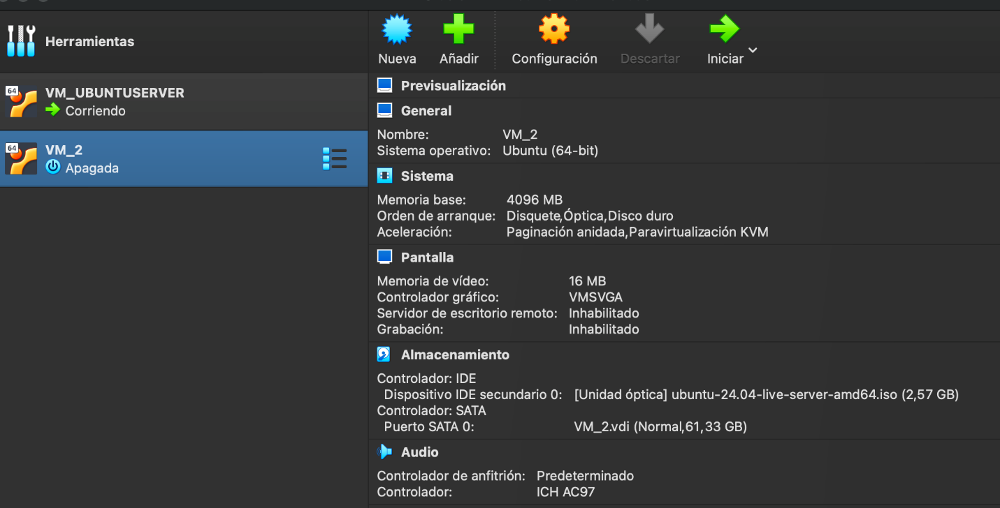 Herramientas
Nueva
Añadir
Configuración
Descartar
Iniciar
64
VM_UBUNTUSERVER
Corriendo
64
VM_2
Apagada
Previsualización
General
Nombre: VM_2
Sistema operativo: Ubuntu (64-bit)
Sistema
Memoria base: 4096 MB
Orden de arranque: Disquete,Óptica,Disco duro
Aceleración: Paginación anidada,Paravirtualización KVM
Pantalla
Memoria de vídeo: 16 MB
Controlador gráfico: VMSVGA
Servidor de escritorio remoto: Inhabilitado
Grabación: Inhabilitado
Almacenamiento
Controlador: IDE
Dispositivo IDE secundario 0: [Unidad óptica] ubuntu-24.04-live-server-amd64.iso (2,57 GB)
Controlador: SATA
Puerto SATA 0: VM_2.vdi (Normal,61,33 GB)
Audio
Controlador de anfitrión: Predeterminado
Controlador: ICH AC97